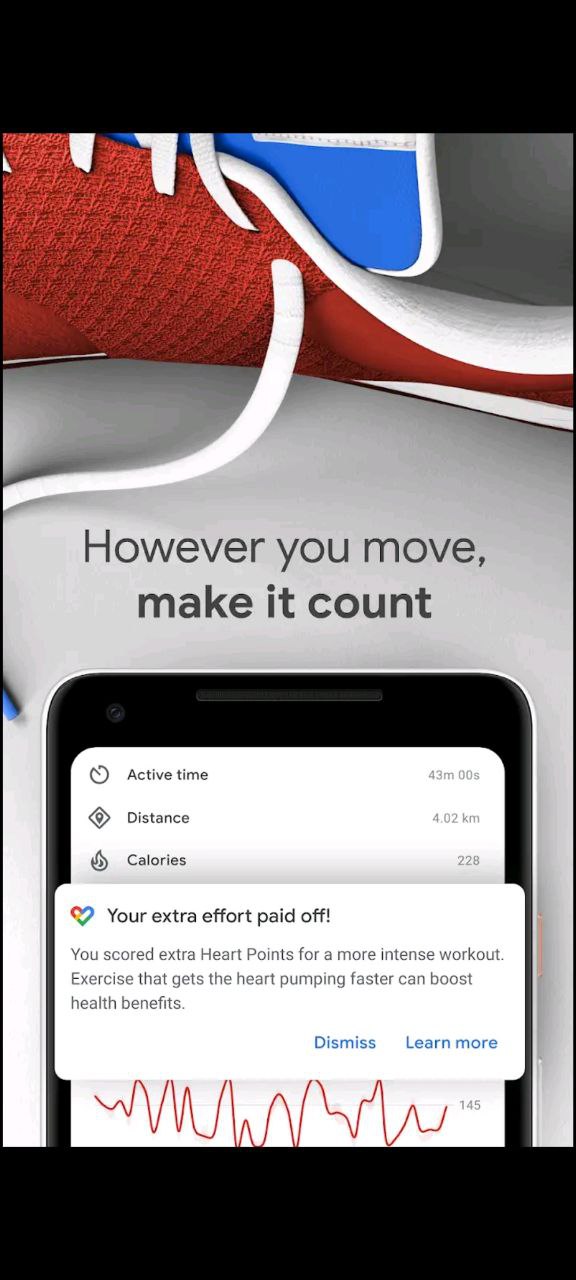 However you move,
make it count
Active time 43m 00s
Distance 4.02 km
Calories 228
Your extra effort paid off!
You scored extra Heart Points for a more intense workout.
Exercise that gets the heart pumping faster can boost
health benefits.
Dismiss Learn more
145